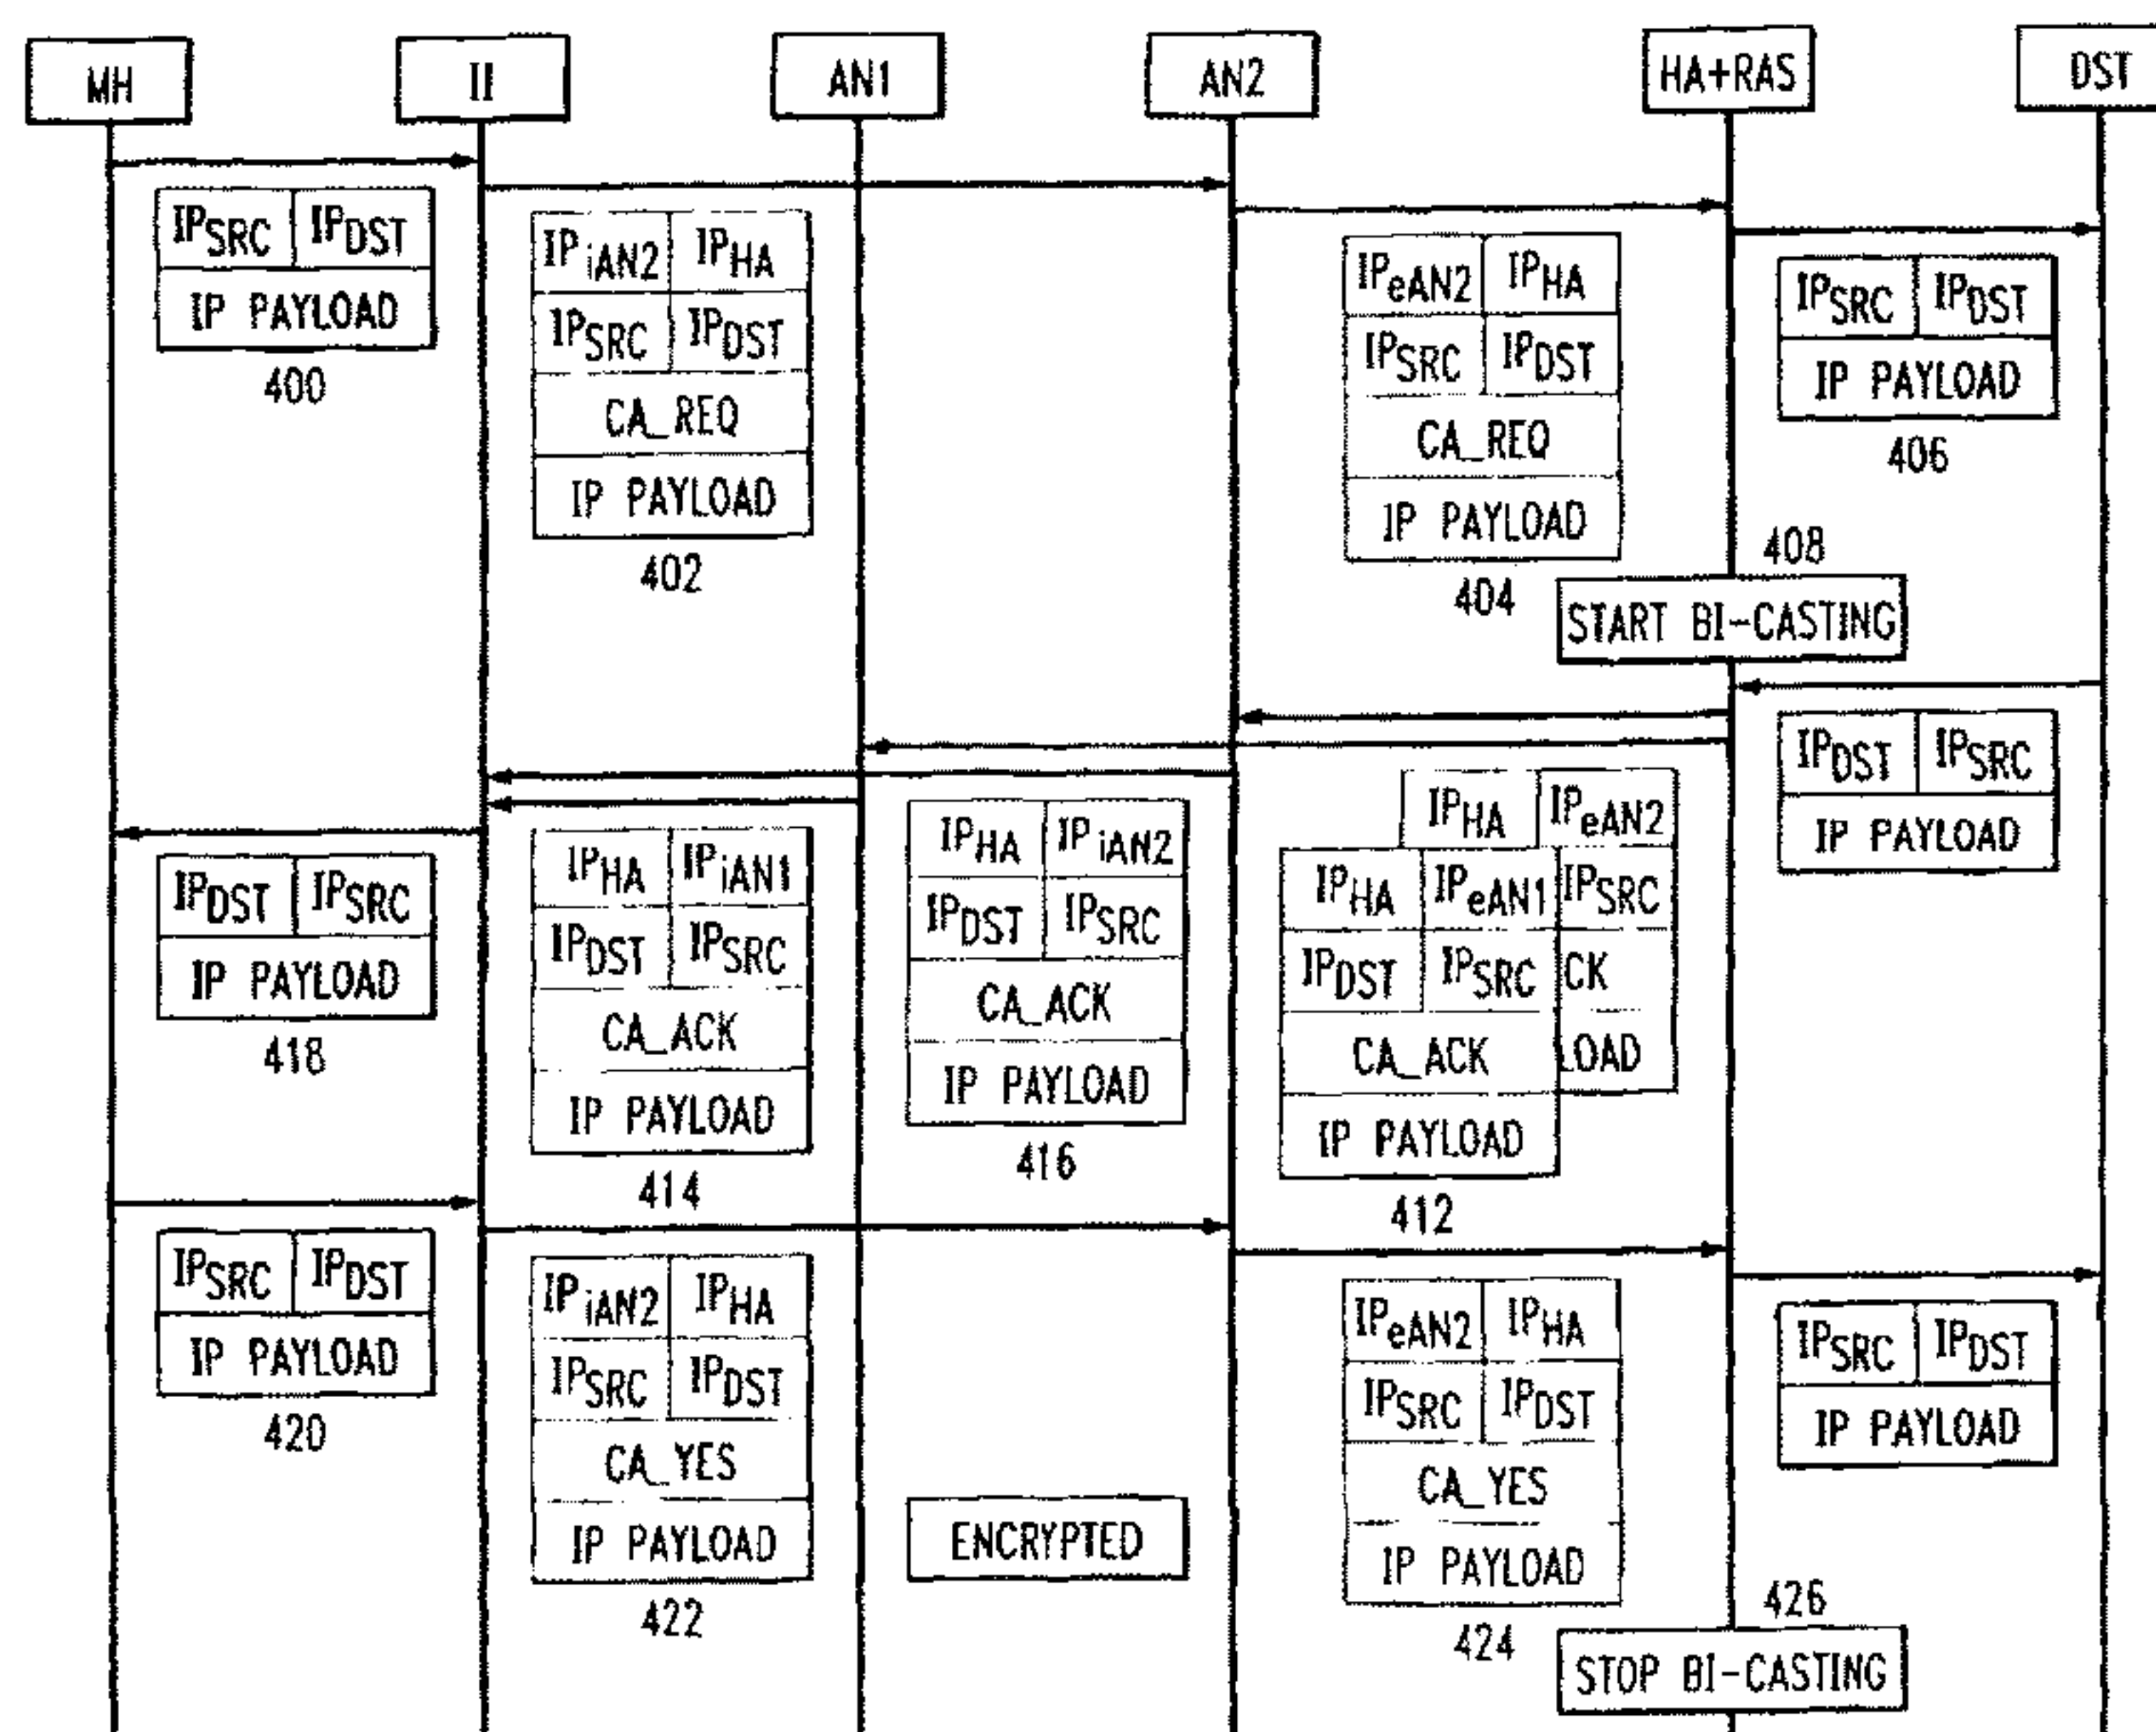 MH
II
AN1
AN2
HA+RAS
DST
IPSRC IPDST
IP PAYLOAD
400
IPiAN2 IPHA
IPSRC IPDST
CA_REQ
IP PAYLOAD
402
IPeAN2 IPHA
IPSRC IPDST
CA_REQ
IP PAYLOAD
404
IPSRC IPDST
IP PAYLOAD
406
408
START BI-CASTING
IPDST IPSRC
IP PAYLOAD
IPHA IPeAN2
IPSRC
CK
LOAD
IPHA IPeAN1
IPDST IPSRC
CA_ACK
IP PAYLOAD
412
IPHA IPiAN2
IPDST IPSRC
CA_ACK
IP PAYLOAD
416
IPHA IPiAN1
IPDST IPSRC
CA_ACK
IP PAYLOAD
414
IPDST IPSRC
IP PAYLOAD
418
IPSRC IPDST
IP PAYLOAD
420
IPiAN2 IPHA
IPSRC IPDST
CA_YES
IP PAYLOAD
422
ENCRYPTED
IPeAN2 IPHA
IPSRC IPDST
CA_YES
IP PAYLOAD
424
IPSRC IPDST
IP PAYLOAD
426
STOP BI-CASTING